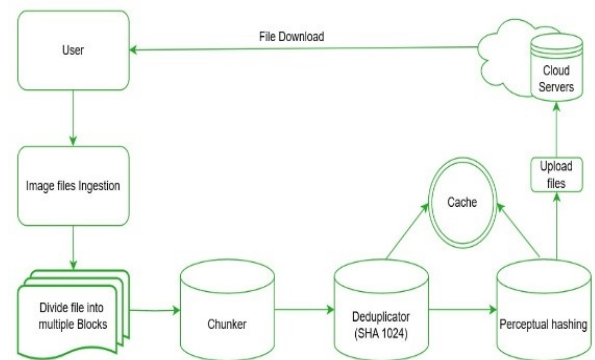 File Download
User
Cloud
Servers
Image files Ingestion
Upload
files
Cache
Divide file into
multiple Blocks
Chunker
Deduplicator
(SHA 1024)
Perceptual hashing